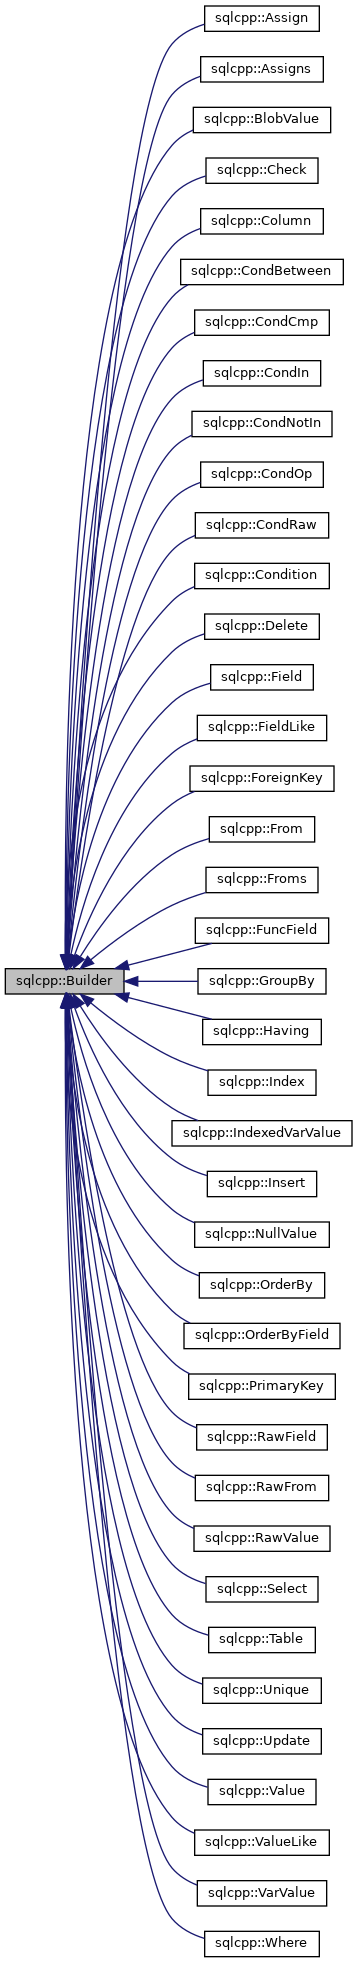 sqlcpp::Assign
sqlcpp::Assigns
sqlcpp::BlobValue
sqlcpp::Check
sqlcpp::Column
sqlcpp::CondBetween
sqlcpp::CondCmp
sqlcpp::CondIn
sqlcpp::CondNotIn
sqlcpp::CondOp
sqlcpp::CondRaw
sqlcpp::Condition
sqlcpp::Delete
sqlcpp::Field
sqlcpp::FieldLike
sqlcpp::ForeignKey
sqlcpp::From
sqlcpp::Froms
sqlcpp::FuncField
sqlcpp::Builder
sqlcpp::GroupBy
sqlcpp::Having
sqlcpp::Index
sqlcpp::IndexedVarValue
sqlcpp::Insert
sqlcpp::NullValue
sqlcpp::OrderBy
sqlcpp::OrderByField
sqlcpp::PrimaryKey
sqlcpp::RawField
sqlcpp::RawFrom
sqlcpp::RawValue
sqlcpp::Select
sqlcpp::Table
sqlcpp::Unique
sqlcpp::Update
sqlcpp::Value
sqlcpp::ValueLike
sqlcpp::VarValue
sqlcpp::Where